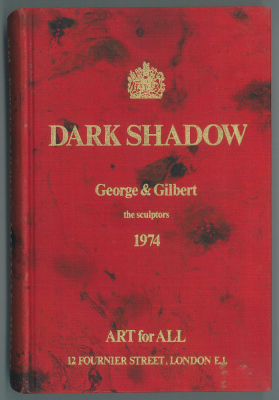 DARK SHADOW
George & Gilbert
the sculptors
1974
ART for ALL
12 FOURNIER STREET, LONDON E.1.